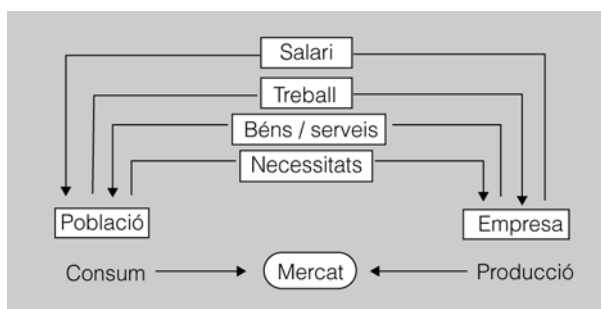 Salari
Treball
Béns / serveis
Necessitats
Població
Empresa
Consum
Mercat
Producció